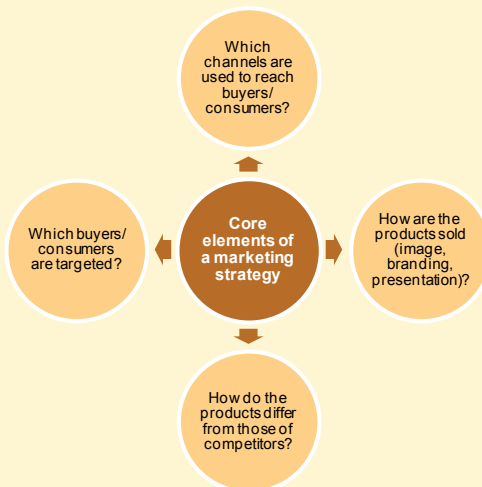 Which
channels are
used to reach
buyers/
consumers?
Which buyers/
consumers
are targeted?
Core
elements of
a marketing
strategy
How are the
products sold
(image,
branding,
presentation)?
How do the
products differ
from those of
competitors?